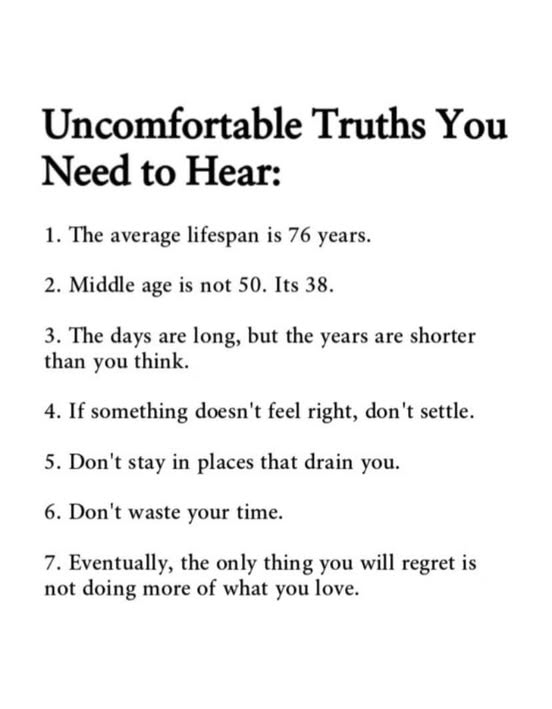 Uncomfortable Truths You
Need to Hear:
1. The average lifespan is 76 years.
2. Middle age is not 50. Its 38.
3. The days are long, but the years are shorter
than you think.
4. If something doesn't feel right, don't settle.
5. Don't stay in places that drain you.
6. Don't waste your time.
7. Eventually, the only thing you will regret is
not doing more of what you love.